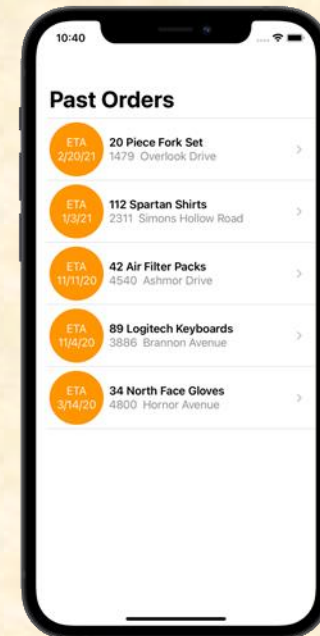 10:40
Past Orders
ETA
2/20/21
20 Piece Fork Set
1479 Overlook Drive
ETA
1/3/21
112 Spartan Shirts
2311 Simons Hollow Road
ETA
11/11/20
42 Air Filter Packs
4540 Ashmor Drive
ETA
11/4/20
89 Logitech Keyboards
3886 Brannon Avenue
ETA
3/14/20
34 North Face Gloves
4800 Hornor Avenue